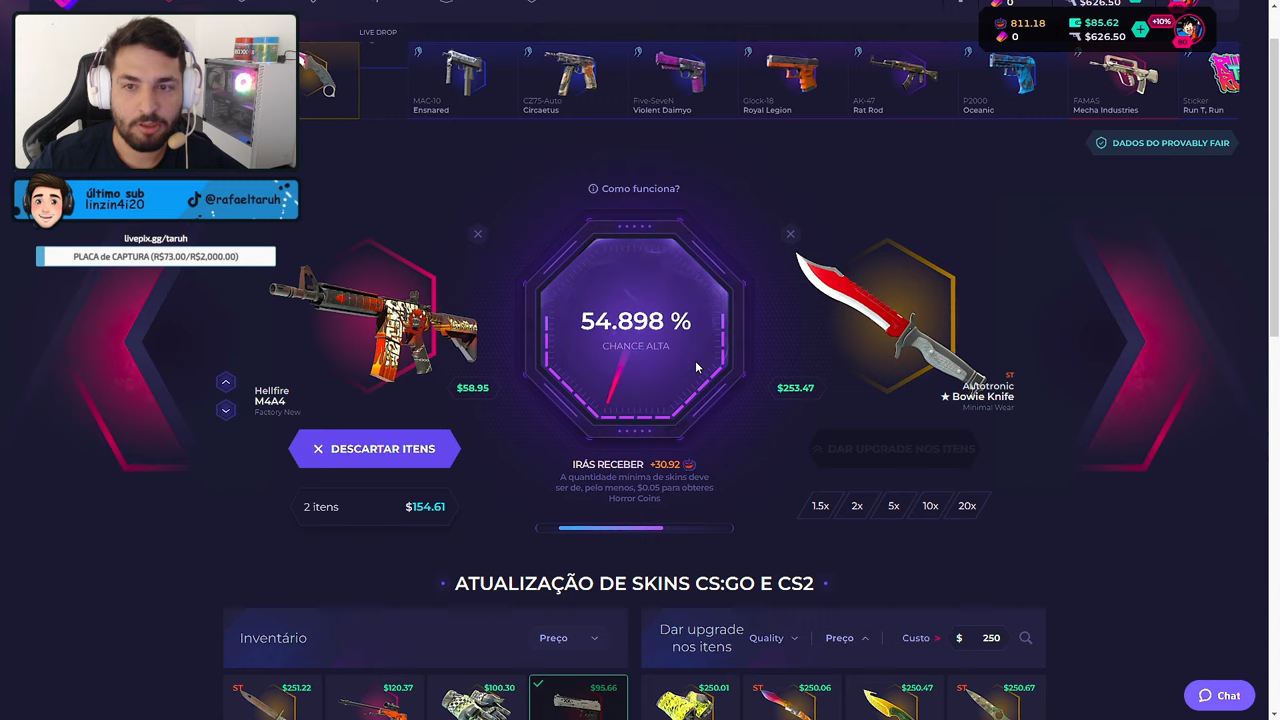 811.18
$85.62
+10%
0
$626.50
0
$626.50
80
LIVE DROP
MAC-10
Ensnared
CZ75-Auto
Circaetus
Five-SeveN
Violent Daimyo
Glock-18
Royal Legion
AK-47
Rat Rod
P2000
Oceanic
FAMAS
Mecha Industries
Sticker
Run T, Run
DADOS DO PROVABLY FAIR
último sub
linzin4i20
@rafaeltaruh
livepix.gg/taruh
PLACA de CAPTURA (R$73.00/R$2,000.00)
Como funciona?
54.898 %
CHANCE ALTA
Hellfire
M4A4
Factory New
$58.95
$253.47
ST
Autotronic
★ Bowie Knife
Minimal Wear
DESCARTAR ITENS
2 itens
$154.61
IRÁS RECEBER +30.92
A quantidade mínima de skins deve
ser de, pelo menos, $0.05 para obteres
Horror Coins
DAR UPGRADE NOS ITENS
1.5x
2x
5x
10x
20x
ATUALIZAÇÃO DE SKINS CS:GO E CS2
Inventário
Preço
Dar upgrade
nos itens
Quality
Preço
Custo
$ 250
ST
$251.22
$120.37
$100.30
$95.66
$250.01
ST
$250.06
$250.47
ST
$250.67
Chat